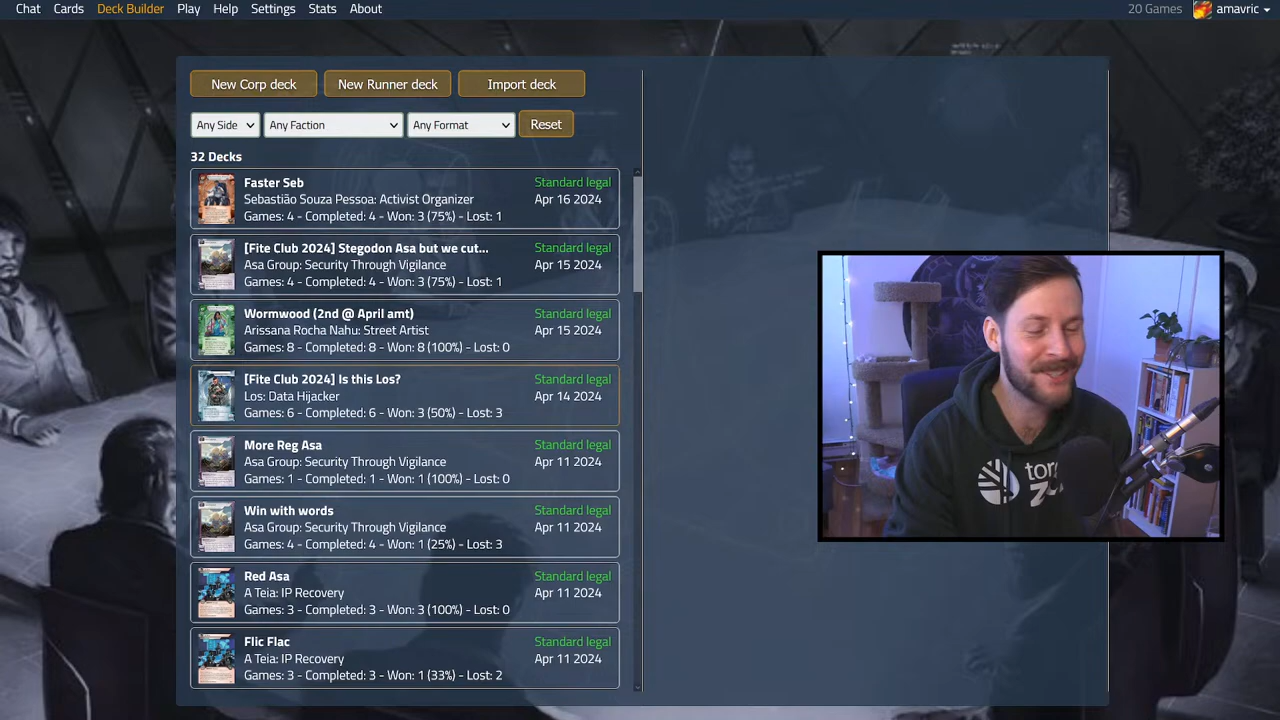 Chat Cards Deck Builder Play Help Settings Stats About 20 Games amavric
New Corp deck New Runner deck Import deck
Any Side Any Faction Any Format Reset
32 Decks
Faster Seb Standard legal
Sebastião Souza Pessoa: Activist Organizer Apr 16 2024
Games: 4 - Completed: 4 - Won: 3 (75%) - Lost: 1
[Fite Club 2024] Stegodon Asa but we cut... Standard legal
Asa Group: Security Through Vigilance Apr 15 2024
Games: 4 - Completed: 4 - Won: 3 (75%) - Lost: 1
Wormwood (2nd @ April amt) Standard legal
Arissana Rocha Nahu: Street Artist Apr 15 2024
Games: 8 - Completed: 8 - Won: 8 (100%) - Lost: 0
[Fite Club 2024] Is this Los? Standard legal
Los: Data Hijacker Apr 14 2024
Games: 6 - Completed: 6 - Won: 3 (50%) - Lost: 3
More Reg Asa Standard legal
Asa Group: Security Through Vigilance Apr 11 2024
Games: 1 - Completed: 1 - Won: 1 (100%) - Lost: 0
Win with words Standard legal
Asa Group: Security Through Vigilance Apr 11 2024
Games: 4 - Completed: 4 - Won: 1 (25%) - Lost: 3
Red Asa Standard legal
A Teia: IP Recovery Apr 11 2024
Games: 3 - Completed: 3 - Won: 3 (100%) - Lost: 0
Flic Flac Standard legal
A Teia: IP Recovery Apr 11 2024
Games: 3 - Completed: 3 - Won: 1 (33%) - Lost: 2